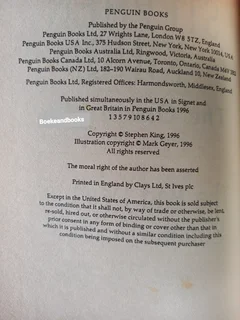 PENGUIN BOOKS
Published by the Penguin Group
Penguin Books Ltd, 27 Wrights Lane, London W8 5TZ, England
Penguin Books USA Inc., 375 Hudson Street, New York, New York 10014, USA
Penguin Books Australia Ltd, Ringwood, Victoria, Australia
Penguin Books Canada Ltd, 10 Alcorn Avenue, Toronto, Ontario, Canada M4V 3B2
Penguin Books (NZ) Ltd, 182–190 Wairau Road, Auckland 10, New Zealand
Penguin Books Ltd, Registered Offices: Harmondsworth, Middlesex, England
Published simultaneously in the USA in Signet and
in Great Britain in Penguin Books 1996
1 3 5 7 9 10 8 6 4 2
Bookeandbooks
Copyright © Stephen King, 1996
Illustration copyright © Mark Geyer, 1996
All rights reserved
The moral right of the author has been asserted
Printed in England by Clays Ltd, St Ives plc
Except in the United States of America, this book is sold subject
to the condition that it shall not, by way of trade or otherwise, be lent,
re-sold, hired out, or otherwise circulated without the publisher's
prior consent in any form of binding or cover other than that in
which it is published and without a similar condition including this
condition being imposed on the subsequent purchaser